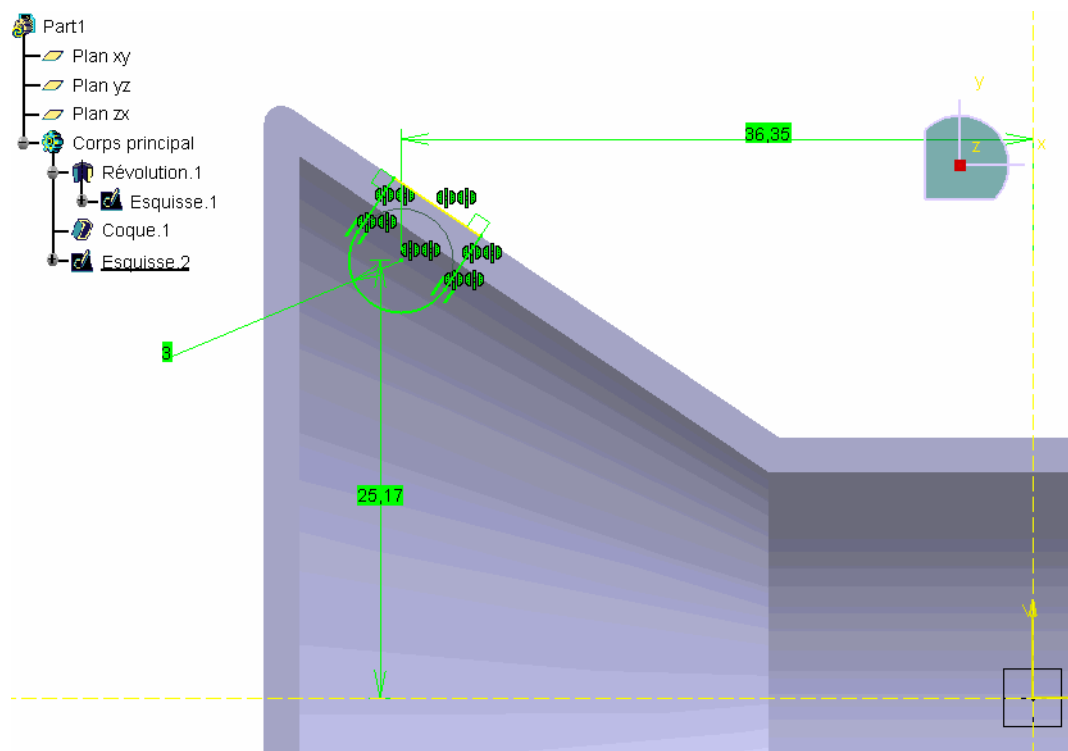 Part1
Plan xy
Plan yz
Plan zx
Corps principal
Révolution.1
Esquisse.1
Coque.1
Esquisse.2
36,35
y
z
x
3
25,17